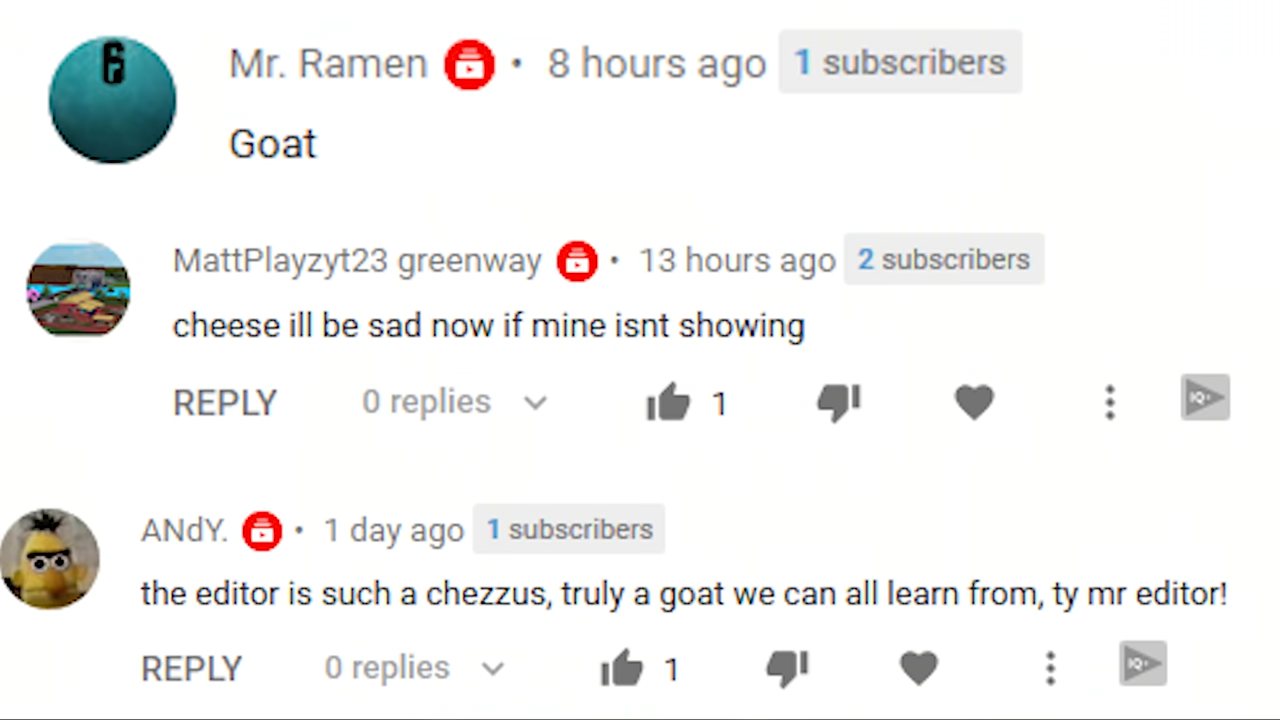 Mr. Ramen • 8 hours ago 1 subscribers
Goat
MattPlayzyt23 greenway • 13 hours ago 2 subscribers
cheese ill be sad now if mine isnt showing
REPLY 0 replies 1 IQ+
ANdY. • 1 day ago 1 subscribers
the editor is such a chezzus, truly a goat we can all learn from, ty mr editor!
REPLY 0 replies 1 IQ+